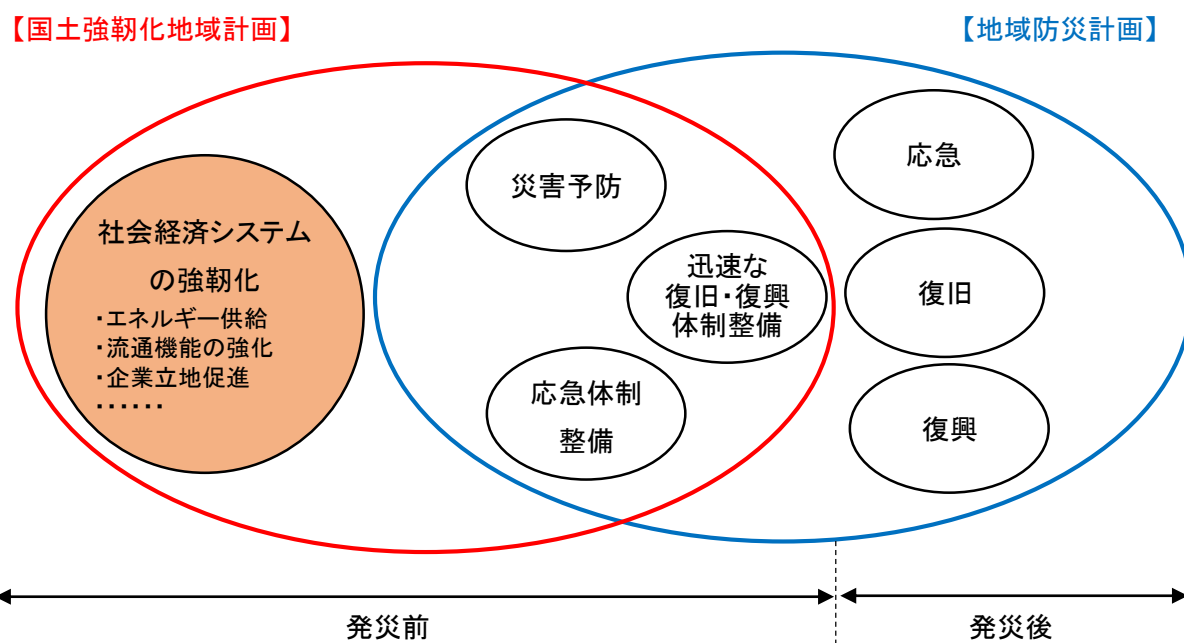 【国土強靭化地域計画】
【地域防災計画】
社会経済システム
の強靭化
・エネルギー供給
・流通機能の強化
・企業立地促進
・・・・・・
災害予防
迅速な
復旧・復興
体制整備
応急体制
整備
応急
復旧
復興
発災前
発災後